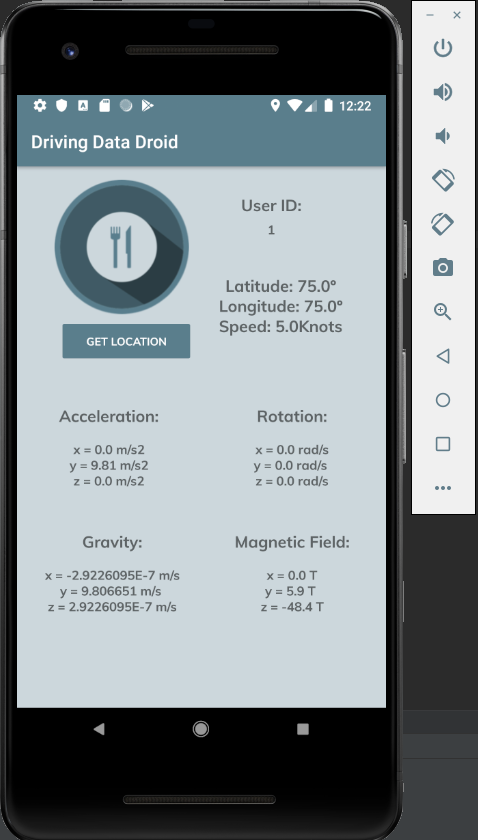 12:22
Driving Data Droid
User ID:
1
Latitude: 75.0°
Longitude: 75.0°
Speed: 5.0Knots
GET LOCATION
Acceleration:
x = 0.0 m/s2
y = 9.81 m/s2
z = 0.0 m/s2
Rotation:
x = 0.0 rad/s
y = 0.0 rad/s
z = 0.0 rad/s
Gravity:
x = -2.9226095E-7 m/s
y = 9.806651 m/s
z = 2.9226095E-7 m/s
Magnetic Field:
x = 0.0 T
y = 5.9 T
z = -48.4 T